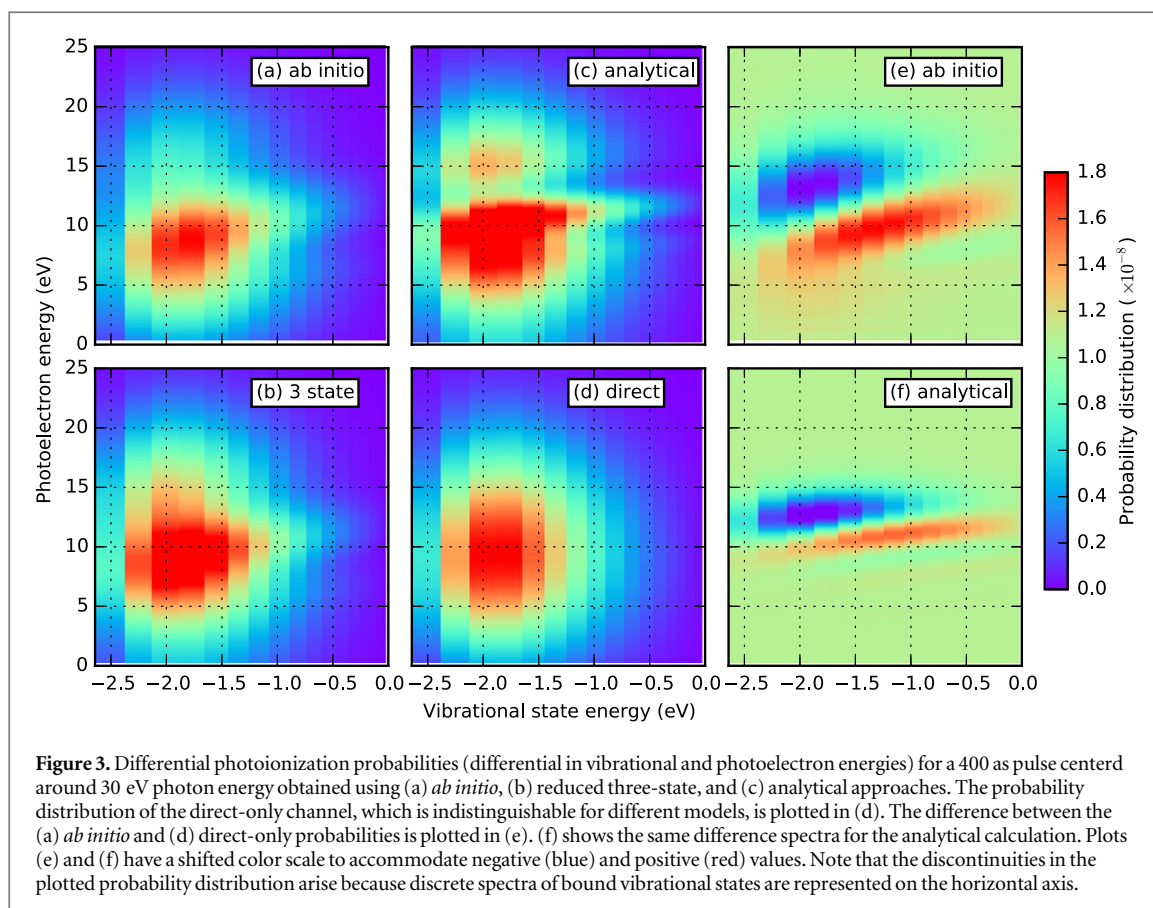 25
20
15
10
5
0
(a) ab initio
(c) analytical
(e) ab initio
25
20
15
10
5
0
(b) 3 state
(d) direct
(f) analytical
Photoelectron energy (eV)
−2.5 −2.0 −1.5 −1.0 −0.5 0.0
−2.5 −2.0 −1.5 −1.0 −0.5 0.0
−2.5 −2.0 −1.5 −1.0 −0.5 0.0
Vibrational state energy (eV)
1.8
1.6
1.4
1.2
1.0
0.8
0.6
0.4
0.2
0.0
Probability distribution (×10⁻⁸)
Figure 3. Differential photoionization probabilities (differential in vibrational and photoelectron energies) for a 400 as pulse centerd
around 30 eV photon energy obtained using (a) ab initio, (b) reduced three-state, and (c) analytical approaches. The probability
distribution of the direct-only channel, which is indistinguishable for different models, is plotted in (d). The difference between the
(a) ab initio and (d) direct-only probabilities is plotted in (e). (f) shows the same difference spectra for the analytical calculation. Plots
(e) and (f) have a shifted color scale to accommodate negative (blue) and positive (red) values. Note that the discontinuities in the
plotted probability distribution arise because discrete spectra of bound vibrational states are represented on the horizontal axis.